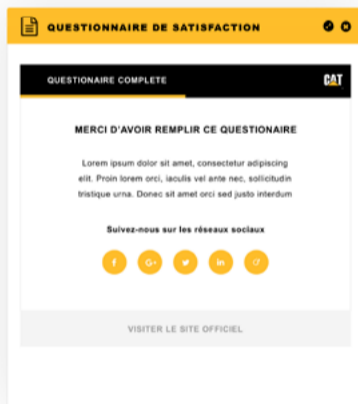 QUESTIONNAIRE DE SATISFACTION
QUESTIONAIRE COMPLETE
CAT
MERCI D'AVOIR REMPLIR CE QUESTIONAIRE
Lorem ipsum dolor sit amet, consectetur adipiscing
elit. Proin lorem orci, iaculis vel ante nec, sollicitudin
tristique urna. Donec sit amet orci sed justo interdum
Suivez-nous sur les réseaux sociaux
f G+ in
VISITER LE SITE OFFICIEL